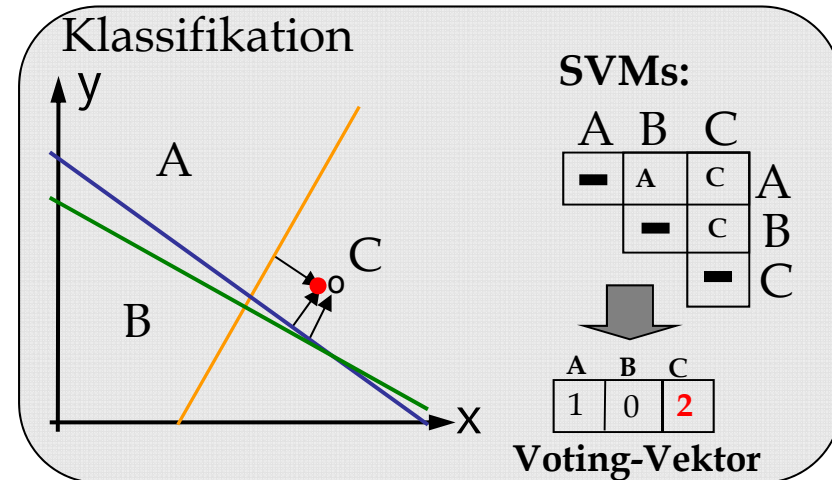 Klassifikation
y
A
B
C
o
x
SVMs:
A B C
A C A
C B
C
A B C
1 0 2
Voting-Vektor